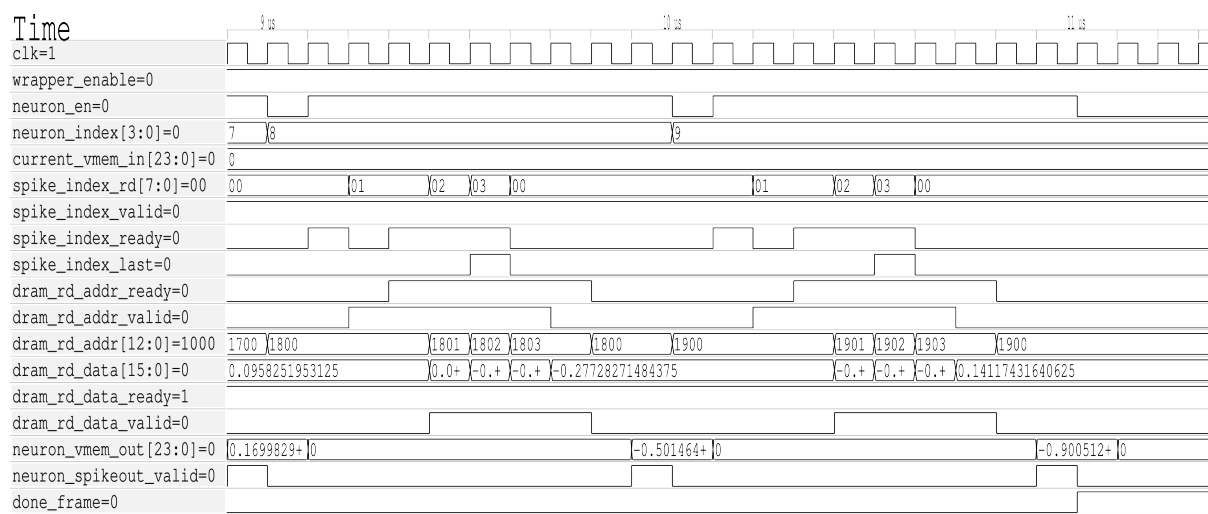 Time 9 us 10 us 11 us
clk=1
wrapper_enable=0
neuron_en=0
neuron_index[3:0]=0 7 8 9
current_vmem_in[23:0]=0 0
spike_index_rd[7:0]=00 00 01 02 03 00 01 02 03 00
spike_index_valid=0
spike_index_ready=0
spike_index_last=0
dram_rd_addr_ready=0
dram_rd_addr_valid=0
dram_rd_addr[12:0]=1000 1700 1800 1801 1802 1803 1800 1900 1901 1902 1903 1900
dram_rd_data[15:0]=0 0.0958251953125 0.0+ -0.+ -0.+ -0.27728271484375 -0.+ -0.+ -0.+ 0.14117431640625
dram_rd_data_ready=1
dram_rd_data_valid=0
neuron_vmem_out[23:0]=0 0.1699829+ 0 -0.501464+ 0 -0.900512+ 0
neuron_spikeout_valid=0
done_frame=0